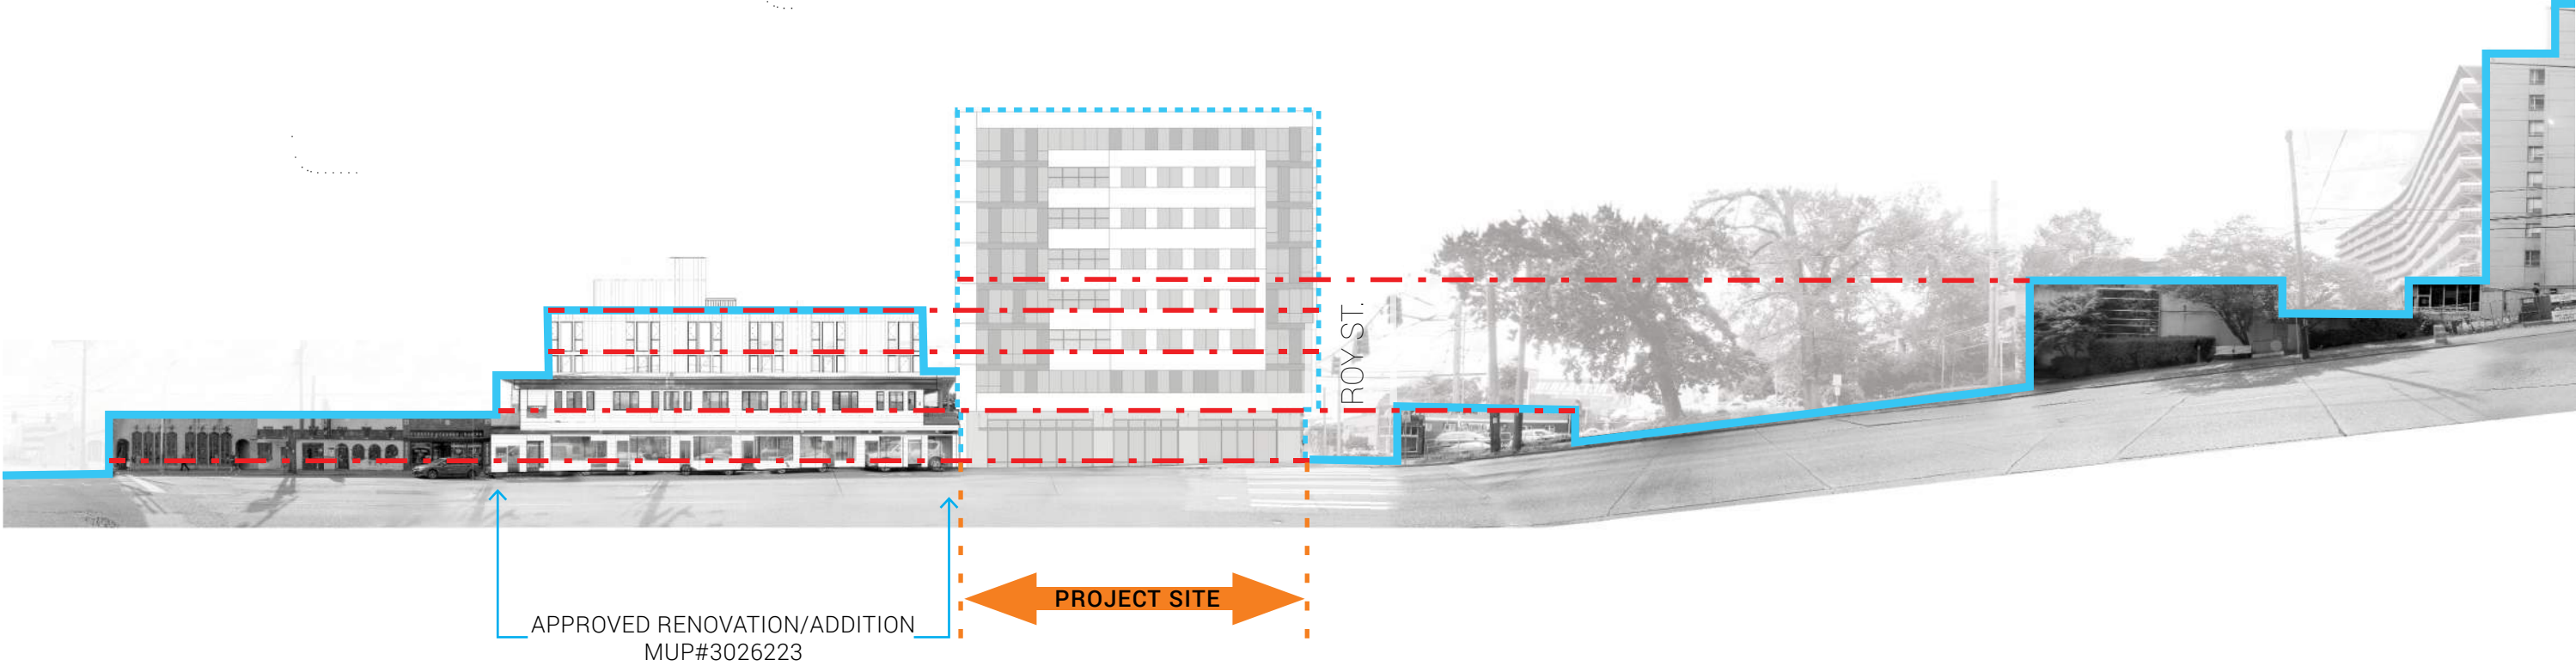 ROY ST.
PROJECT SITE
APPROVED RENOVATION/ADDITION
MUP#3026223